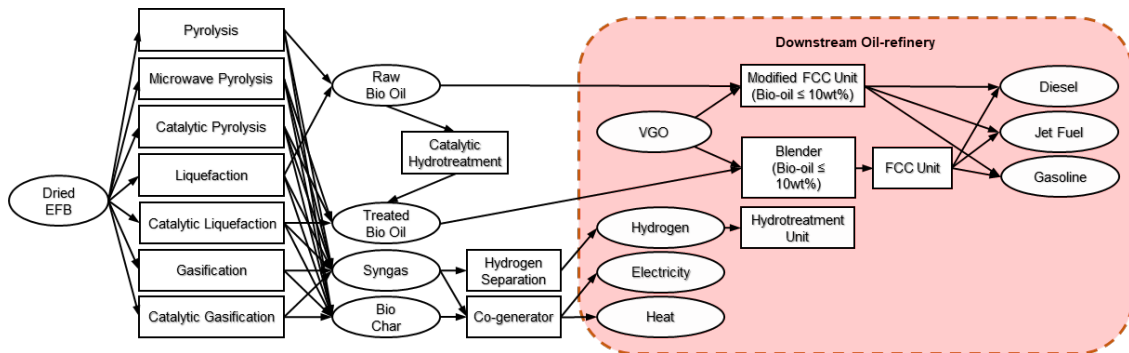 Downstream Oil-refinery
Pyrolysis
Microwave Pyrolysis
Catalytic Pyrolysis
Liquefaction
Catalytic Liquefaction
Gasification
Catalytic Gasification
Dried
EFB
Raw
Bio Oil
Catalytic
Hydrotreatment
Treated
Bio Oil
Syngas
Bio
Char
Hydrogen
Separation
Co-generator
VGO
Hydrogen
Electricity
Heat
Modified FCC Unit
(Bio-oil ≤ 10wt%)
Blender
(Bio-oil ≤
10wt%)
FCC Unit
Hydrotreatment
Unit
Diesel
Jet Fuel
Gasoline